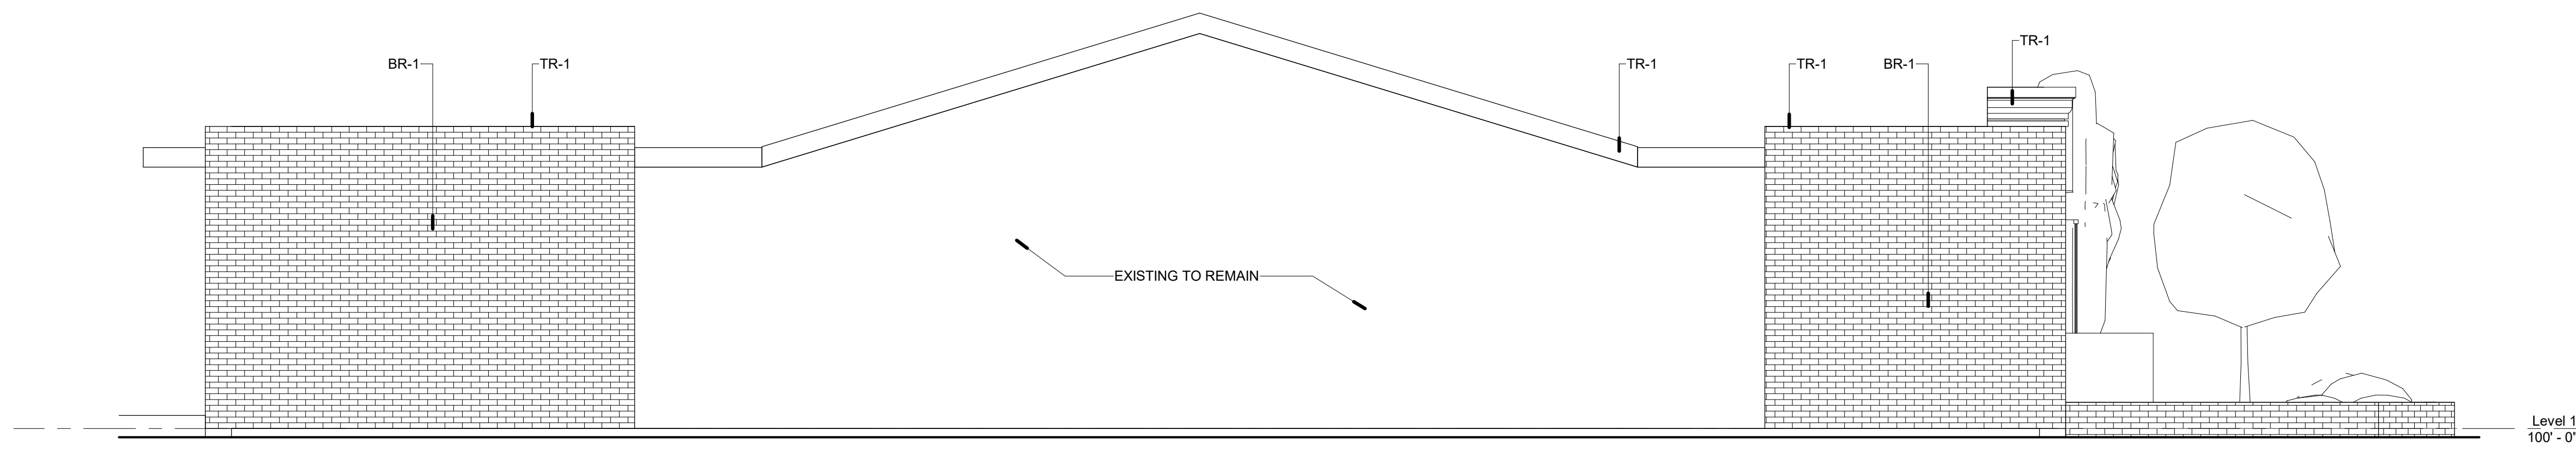 TR-1
BR-1
TR-1
TR-1
TR-1
BR-1
EXISTING TO REMAIN
Level 1
100' - 0"